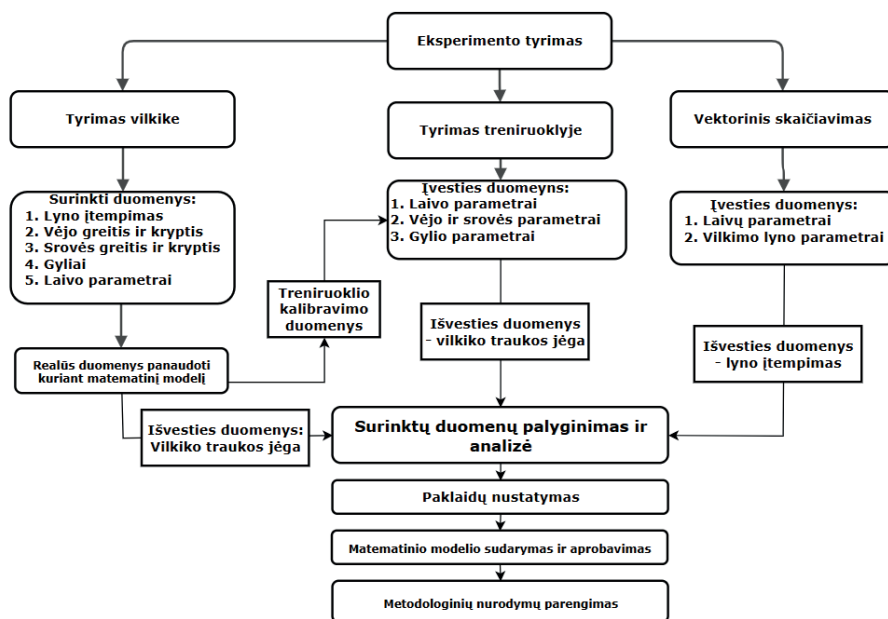 Eksperimento tyrimas
Tyrimas vilkike
Tyrimas treniruoklyje
Vektorinis skaičiavimas
Surinkti duomenys:
1. Lyno įtempimas
2. Vėjo greitis ir kryptis
3. Srovės greitis ir kryptis
4. Gyliai
5. Laivo parametrai
Įvesties duomeyns:
1. Laivo parametrai
2. Vėjo ir srovės parametrai
3. Gylio parametrai
Įvesties duomenys:
1. Laivų parametrai
2. Vilkimo lyno parametrai
Treniruoklio
kalibravimo
duomenys
Išvesties duomenys
- vilkiko traukos jėga
Išvesties duomenys
- lyno įtempimas
Realūs duomenys panaudoti
kuriant matematinį modelį
Išvesties duomenys:
Vilkiko traukos jėga
Surinktų duomenų palyginimas ir
analizė
Paklaidų nustatymas
Matematinio modelio sudarymas ir aprobavimas
Metodologinių nurodymų parengimas